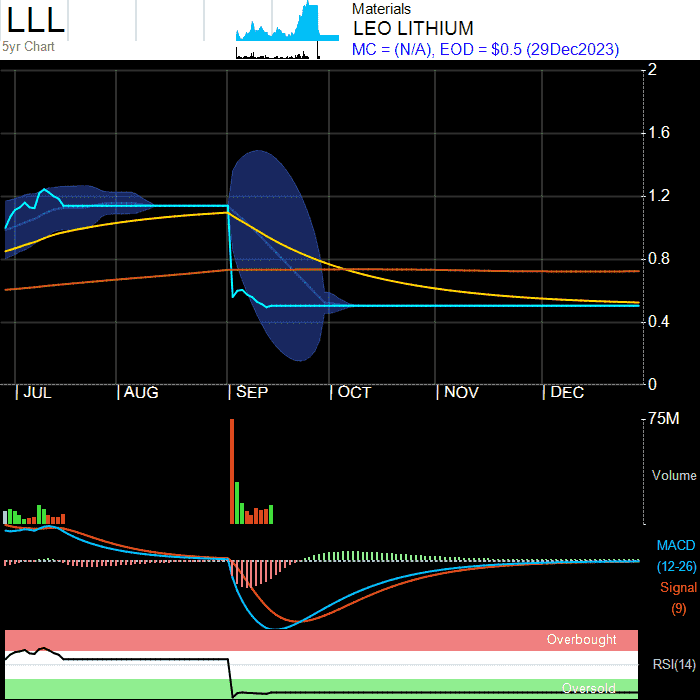 LLL
5yr Chart
Materials
LEO LITHIUM
MC = (N/A), EOD = $0.5 (29Dec2023)
2
1.6
1.2
0.8
0.4
0
JUL AUG SEP OCT NOV DEC
75M
Volume
MACD
(12-26)
Signal
(9)
Overbought
RSI(14)
Oversold